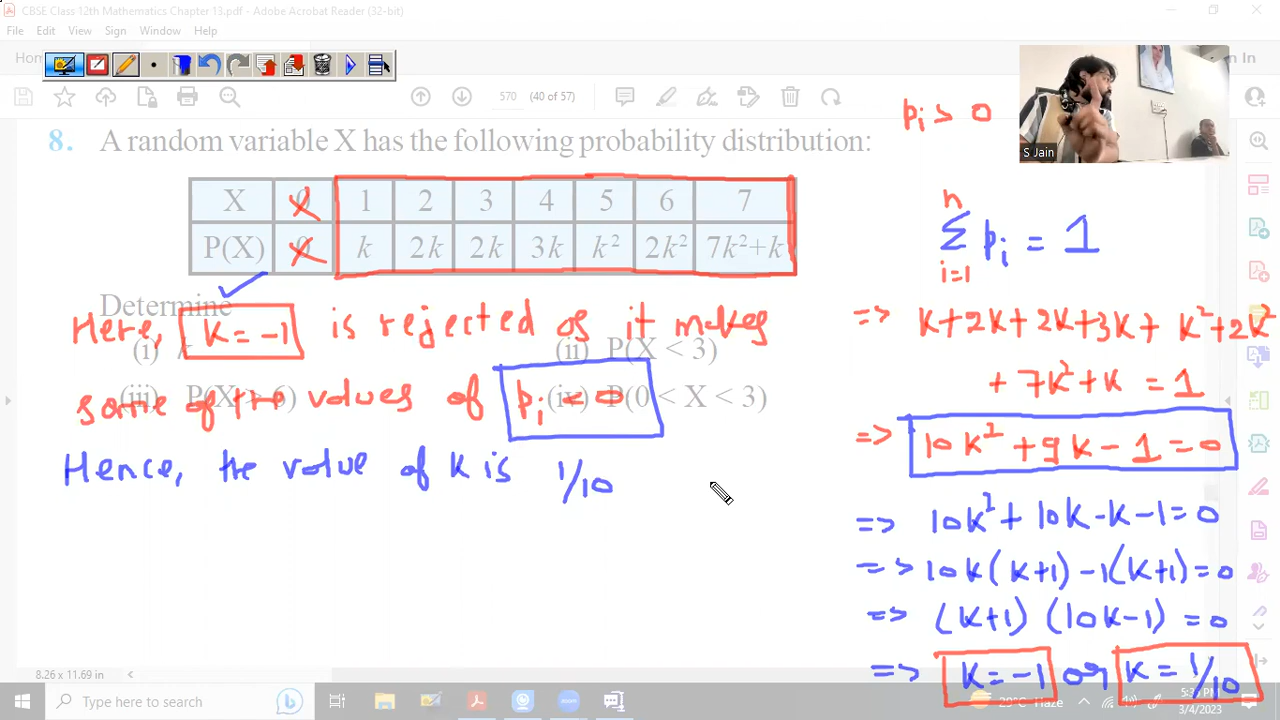 CBSE Class 12th Mathematics Chapter 13.pdf - Adobe Acrobat Reader (32-bit)
File Edit View Sign Window Help
570 (40 of 57)
8. A random variable X has the following probability distribution:
X 0 1 2 3 4 5 6 7
P(X) 0 k 2k 2k 3k k² 2k² 7k²+k
Determine
(i) k (ii) P(X < 3)
(iii) P(X > 6) (iv) P(0 < X < 3)
Here, K = -1 is rejected as it makes
some of the values of pi < 0
Hence, the value of K is 1/10
pi > 0
S Jain
n
Σ pi = 1
i=1
=> K+2K+2K+3K+ K²+2K²
+ 7K²+K = 1
=> 10K² + 9K - 1 = 0
=> 10K² + 10K - K - 1 = 0
=> 10K(K+1) - 1(K+1) = 0
=> (K+1) (10K-1) = 0
=> K = -1 or K = 1/10
8.26 x 11.69 in
Type here to search
Haze
3/4/2023